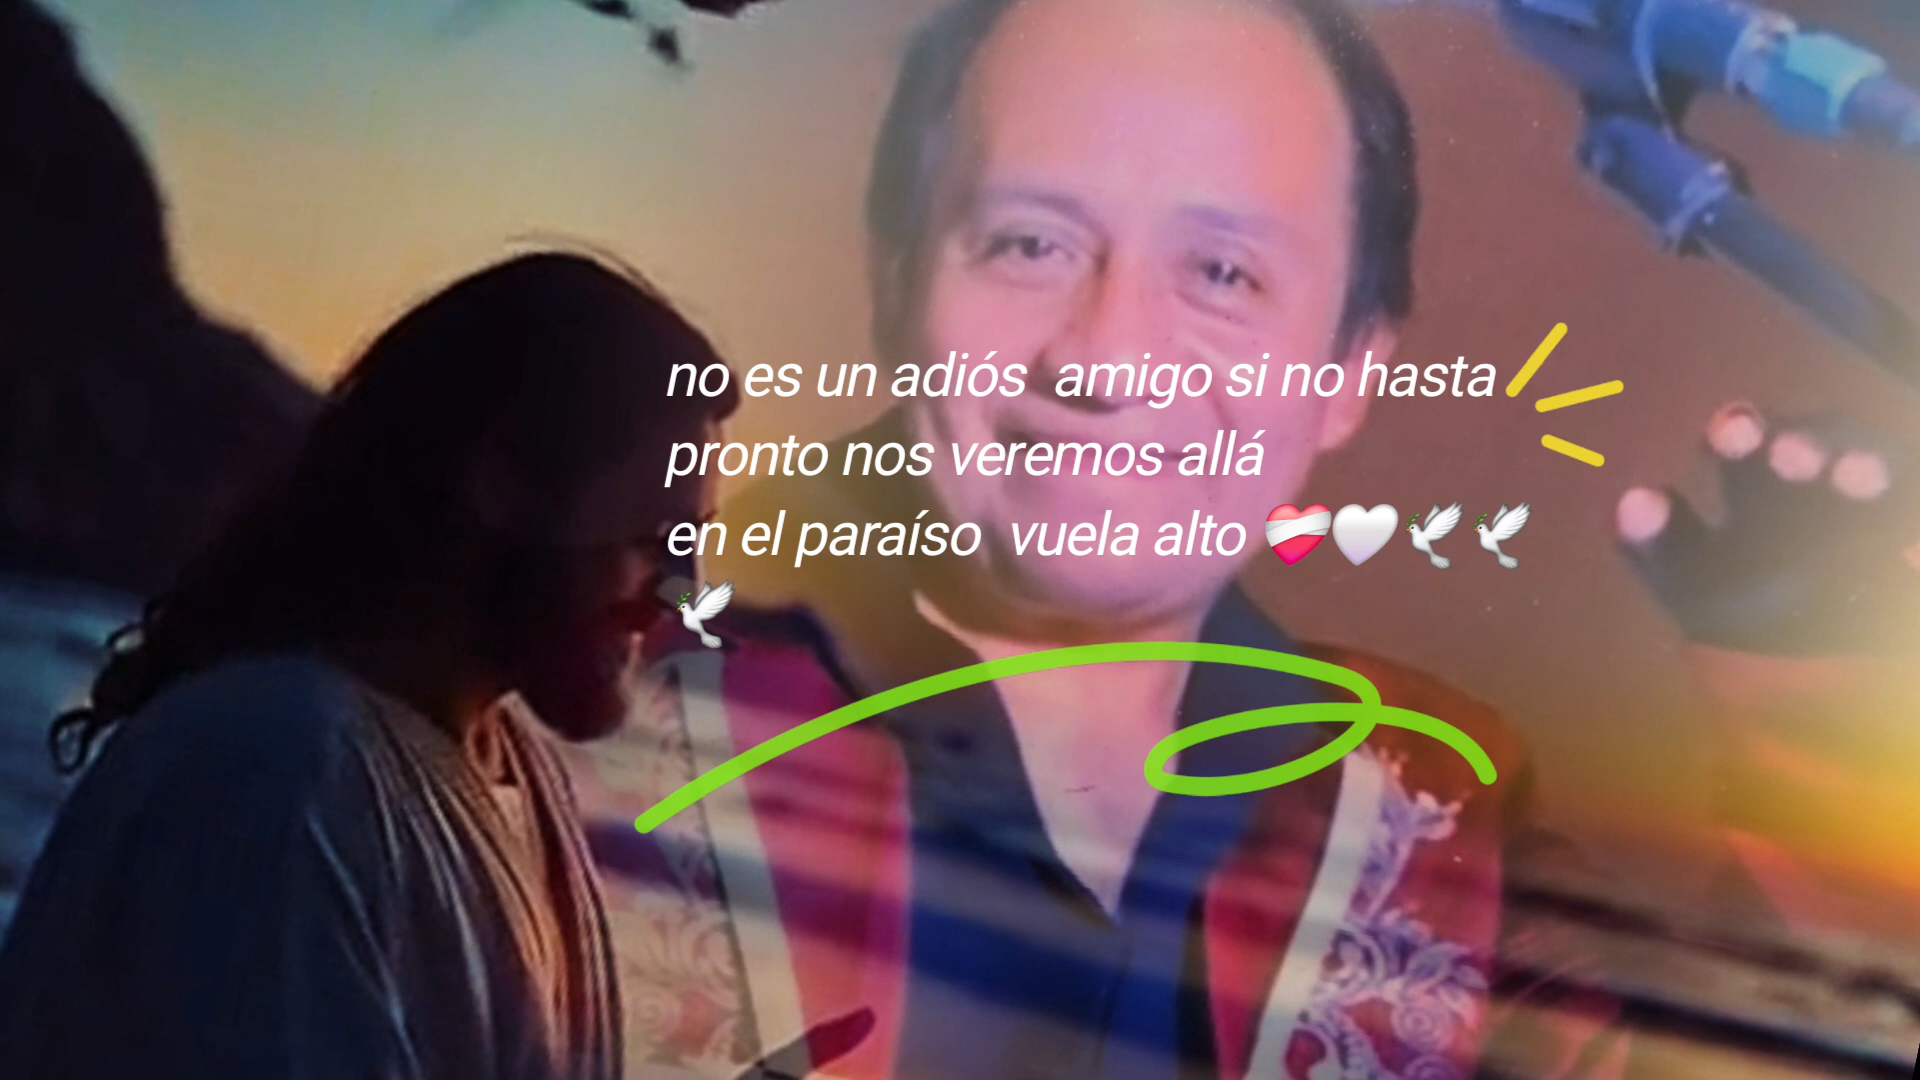 no es un adiós  amigo si no hasta
pronto nos veremos allá
en el paraíso  vuela alto ❤️‍🩹🤍🕊️🕊️
🕊️